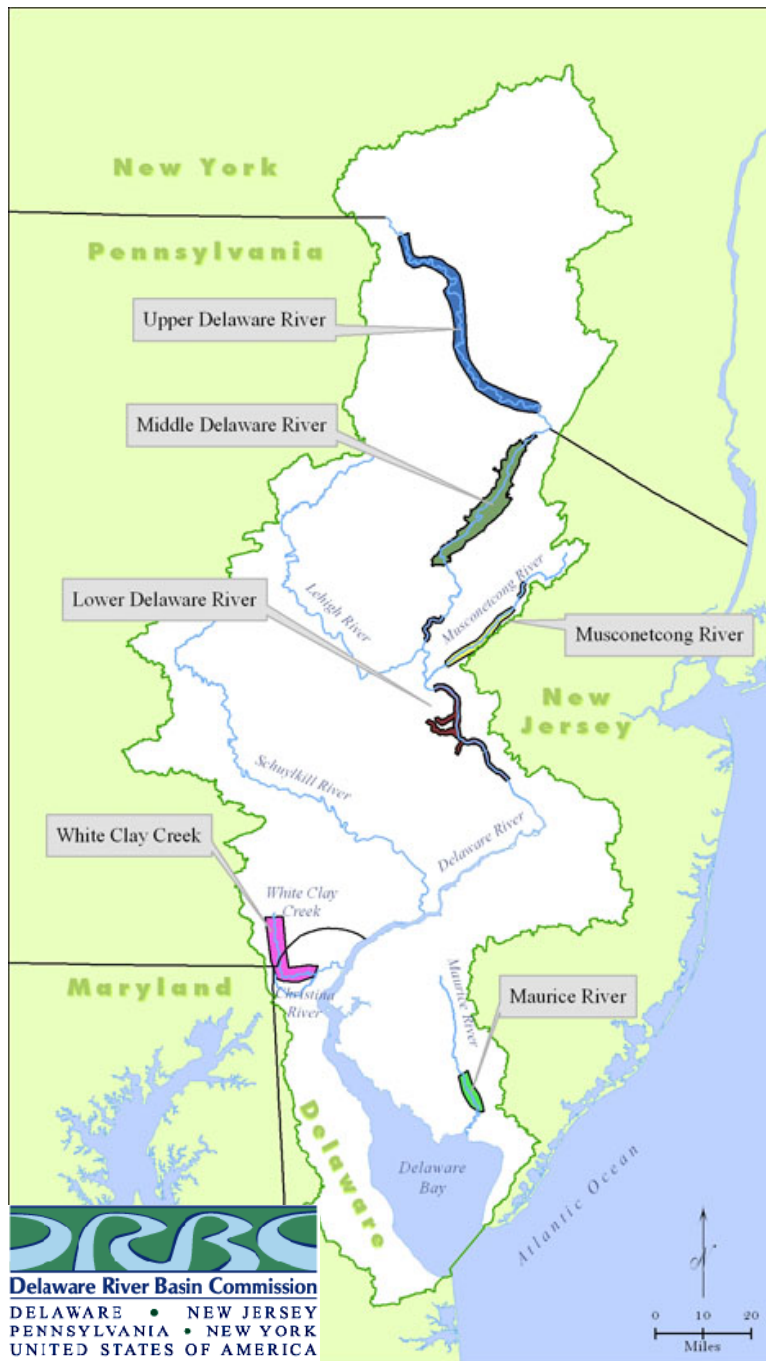 New York
Pennsylvania
Upper Delaware River
Middle Delaware River
Lehigh River
Musconetcong River
Lower Delaware River
Musconetcong River
New
Jersey
Schuylkill River
White Clay Creek
Delaware River
White Clay
Creek
Maryland
Christina
River
Maurice River
Maurice River
Delaware
Delaware
Bay
Atlantic Ocean
N
0 10 20
Miles
DRBC
Delaware River Basin Commission
DELAWARE • NEW JERSEY
PENNSYLVANIA • NEW YORK
UNITED STATES OF AMERICA